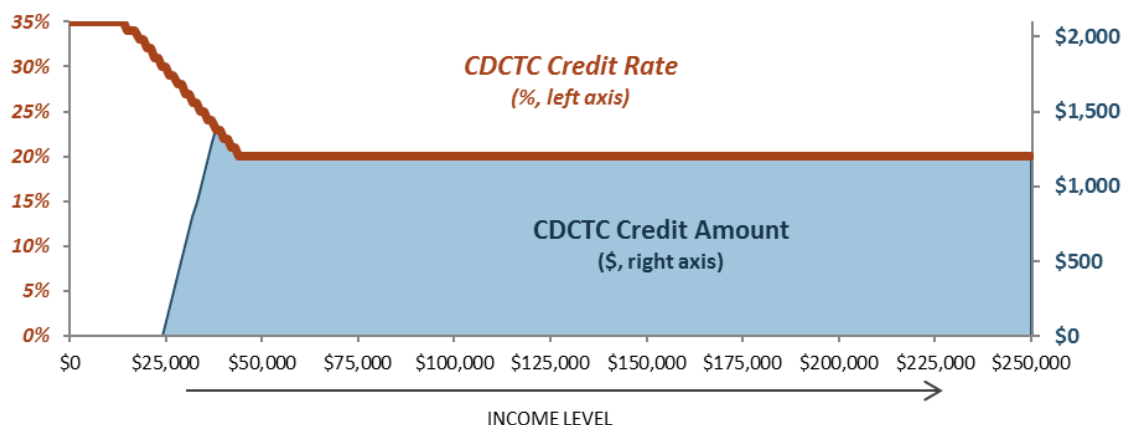 35%
30%
25%
20%
15%
10%
5%
0%
$2,000
$1,500
$1,000
$500
$0
CDCTC Credit Rate
(%, left axis)
CDCTC Credit Amount
($, right axis)
$0 $25,000 $50,000 $75,000 $100,000 $125,000 $150,000 $175,000 $200,000 $225,000 $250,000
INCOME LEVEL